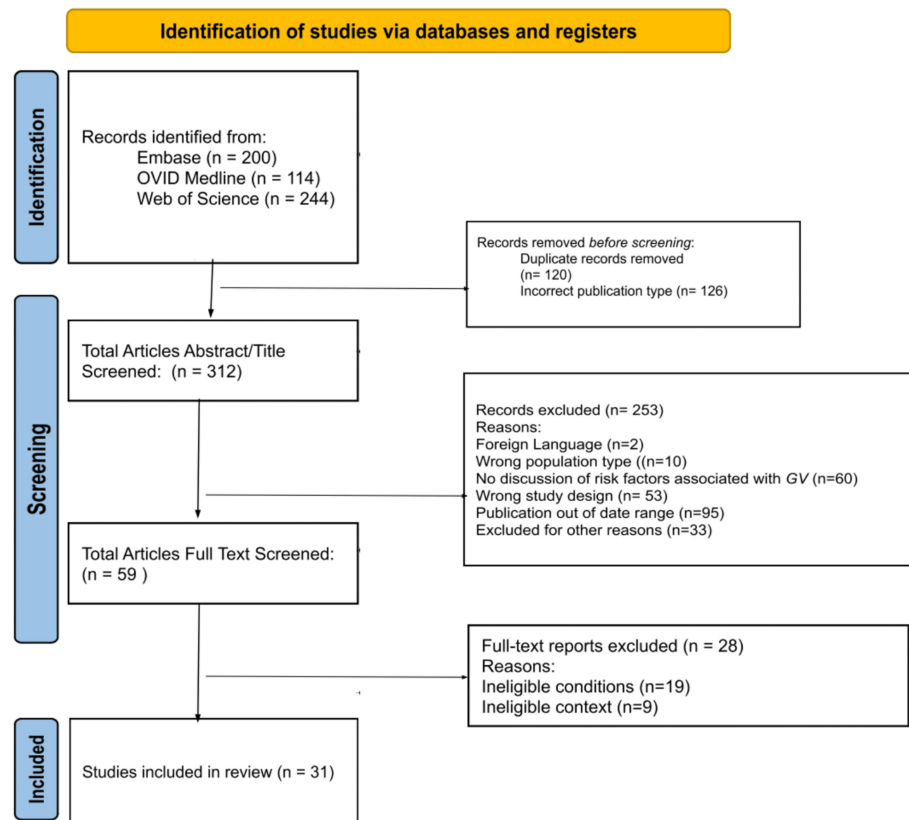 Identification of studies via databases and registers
Identification
Records identified from:
Embase (n = 200)
OVID Medline (n = 114)
Web of Science (n = 244)
Records removed before screening:
Duplicate records removed
(n= 120)
Incorrect publication type (n= 126)
Screening
Total Articles Abstract/Title
Screened: (n = 312)
Records excluded (n= 253)
Reasons:
Foreign Language (n=2)
Wrong population type ((n=10)
No discussion of risk factors associated with GV (n=60)
Wrong study design (n= 53)
Publication out of date range (n=95)
Excluded for other reasons (n=33)
Total Articles Full Text Screened:
(n = 59 )
Full-text reports excluded (n = 28)
Reasons:
Ineligible conditions (n=19)
Ineligible context (n=9)
Included
Studies included in review (n = 31)